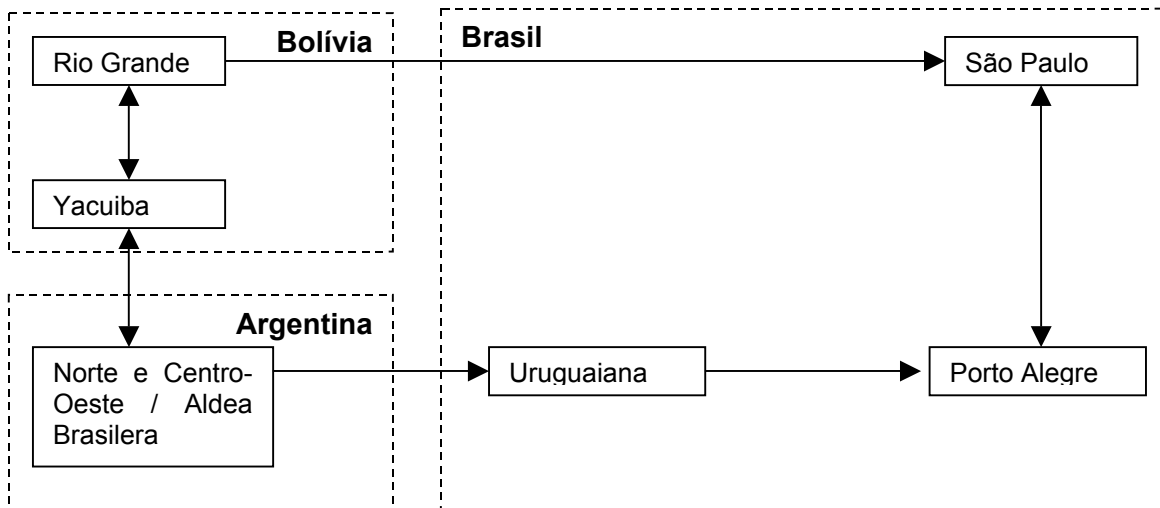 Bolívia
Brasil
Rio Grande
São Paulo
Yacuiba
Argentina
Norte e Centro-
Oeste / Aldea
Brasilera
Uruguaiana
Porto Alegre